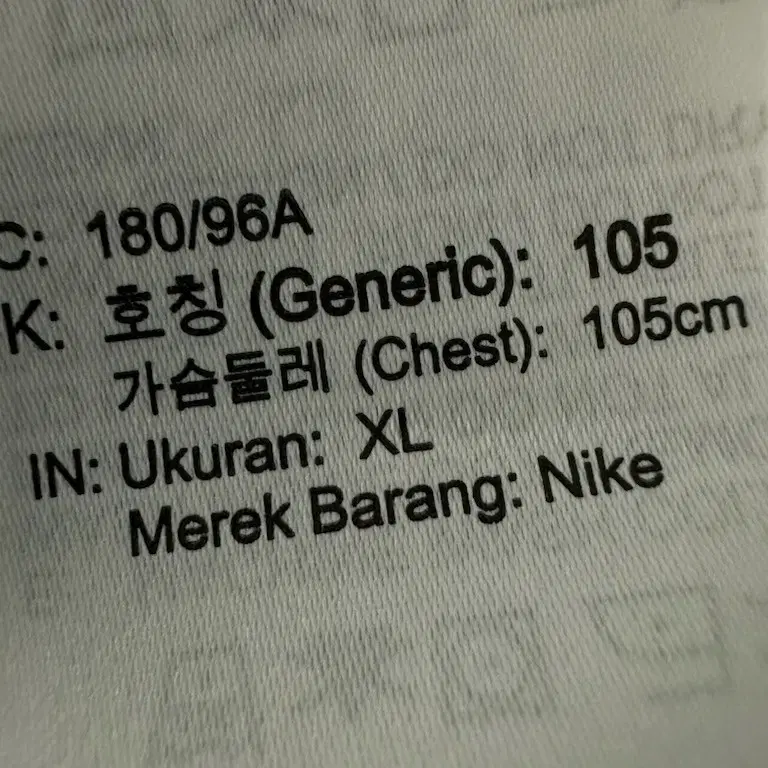 C: 180/96A
K: 호칭 (Generic): 105
가슴둘레 (Chest): 105cm
IN: Ukuran: XL
Merek Barang: Nike